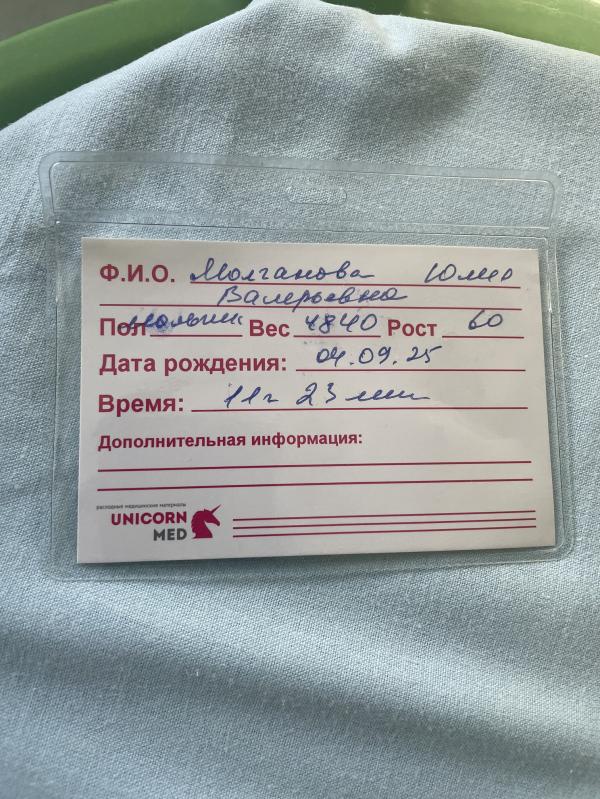 Ф.И.О. Молганова Юлия
Валерьевна
Пол мальчик Вес 4840 Рост 60
Дата рождения: 04.09.25
Время: 11ч 23 мин
Дополнительная информация:
расходные медицинские материалы
UNICORN
MED